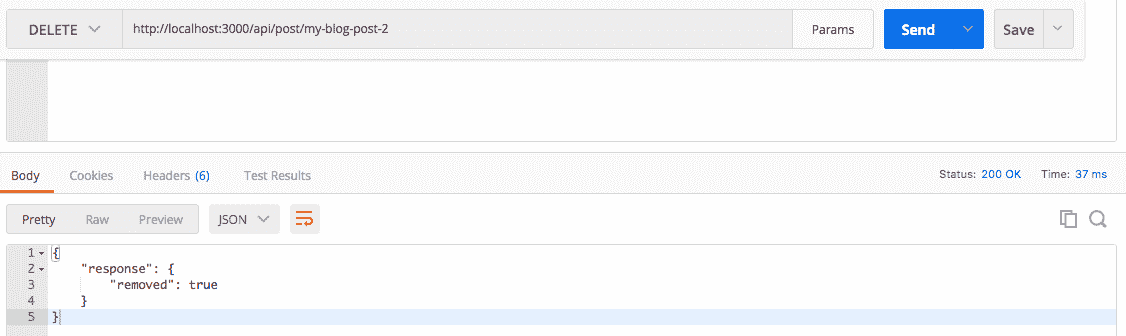 DELETE http://localhost:3000/api/post/my-blog-post-2 Params Send Save
Body Cookies Headers (6) Test Results Status: 200 OK Time: 37 ms
Pretty Raw Preview JSON
1 {
2 "response": {
3 "removed": true
4 }
5 }